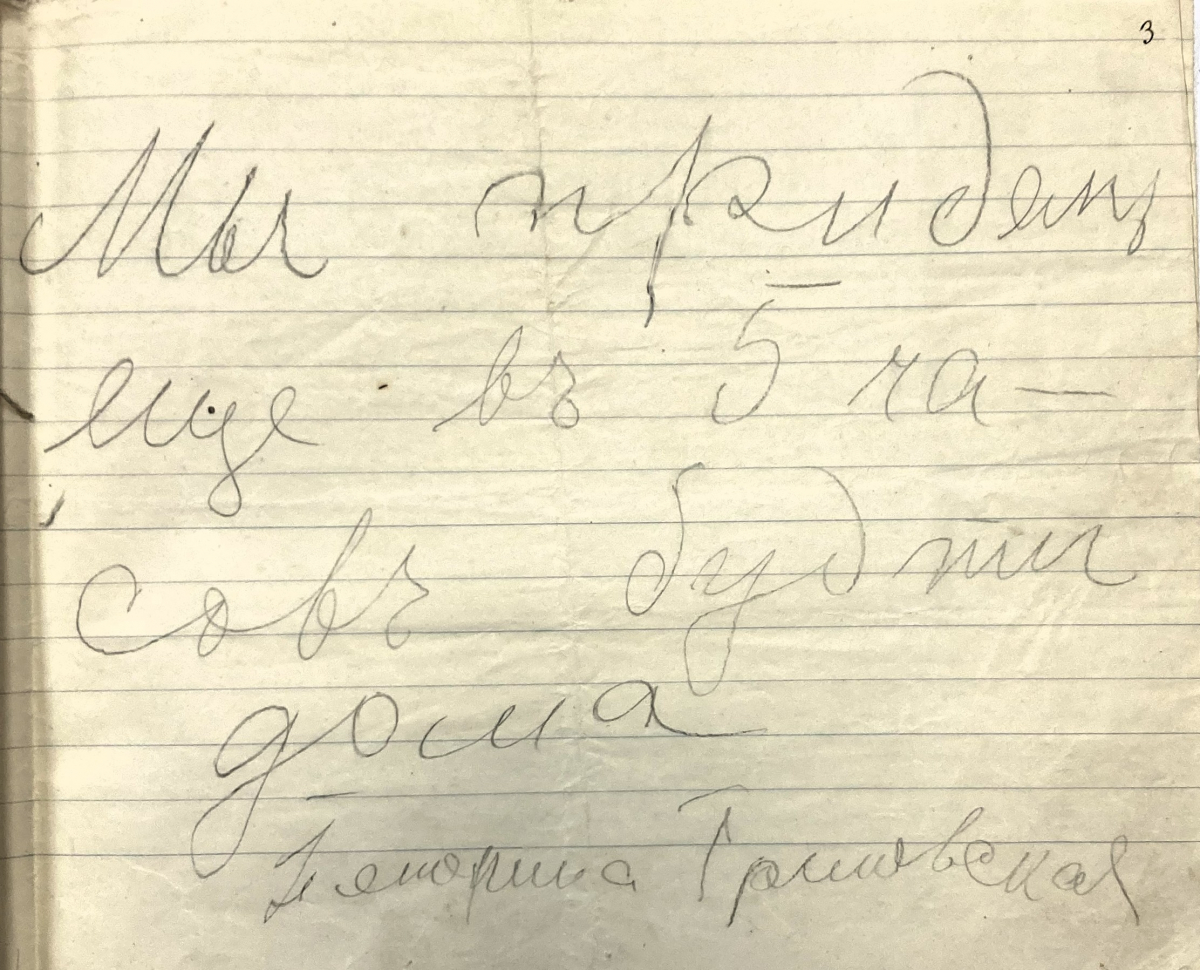 3
Мы придемъ
еще въ 5 ча-
совъ будти
дома